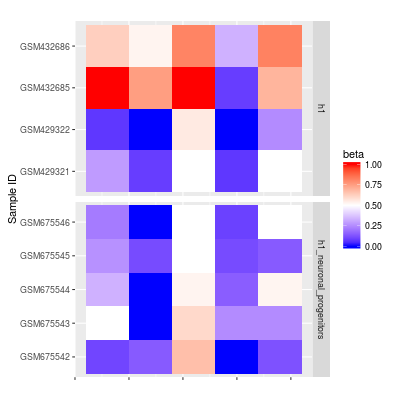 Sample ID
GSM432686
GSM432685
GSM429322
GSM429321
h1
GSM675546
GSM675545
GSM675544
GSM675543
GSM675542
h1_neuronal_progenitors
beta
1.00
0.75
0.50
0.25
0.00